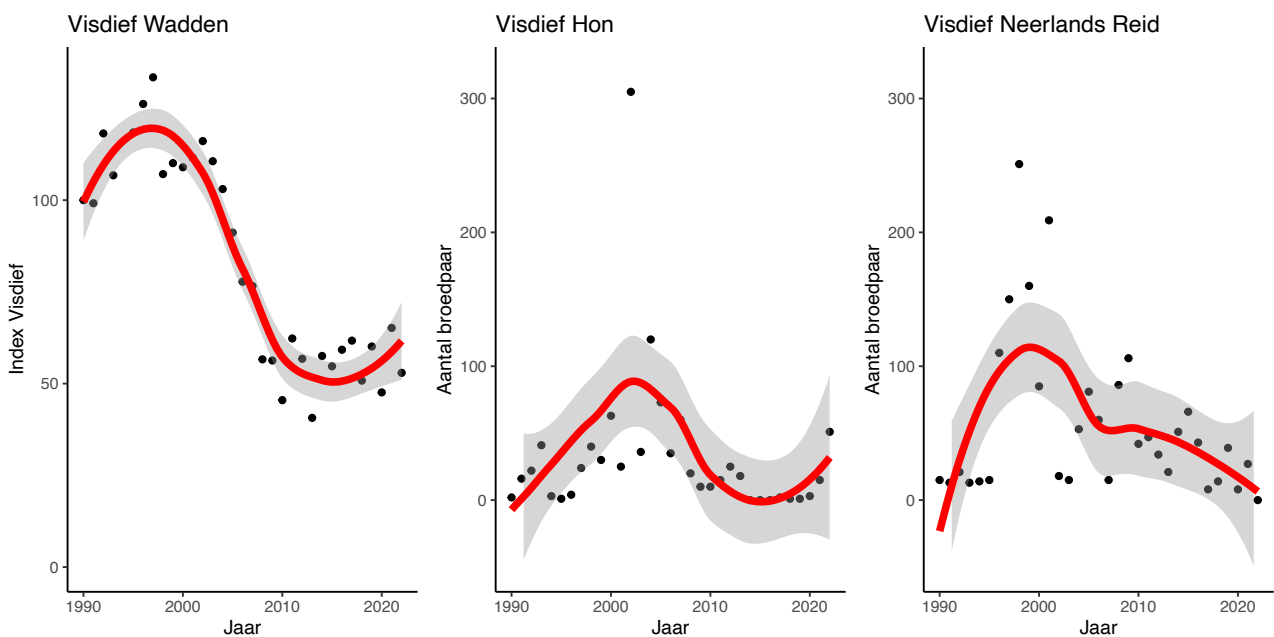 Visdief Wadden
Index Visdief
100
50
0
1990 2000 2010 2020
Jaar
Visdief Hon
Aantal broedpaar
300
200
100
0
1990 2000 2010 2020
Jaar
Visdief Neerlands Reid
Aantal broedpaar
300
200
100
0
1990 2000 2010 2020
Jaar